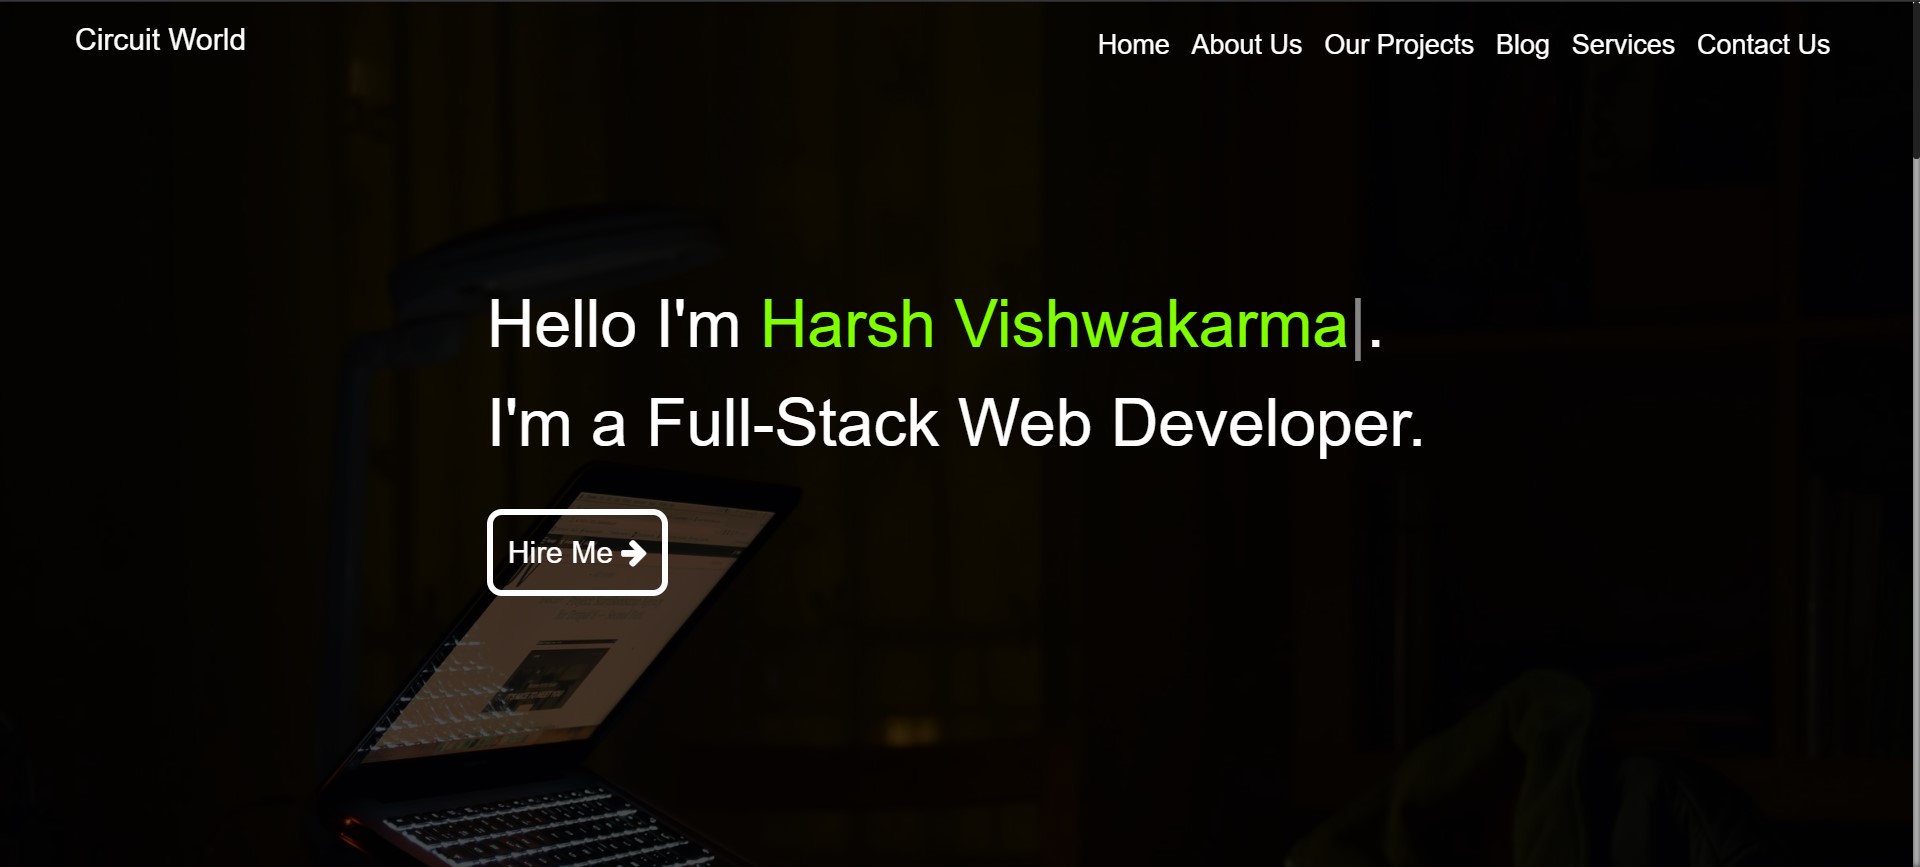 Circuit World
Home About Us Our Projects Blog Services Contact Us
Hello I'm Harsh Vishwakarma|.
I'm a Full-Stack Web Developer.
Hire Me